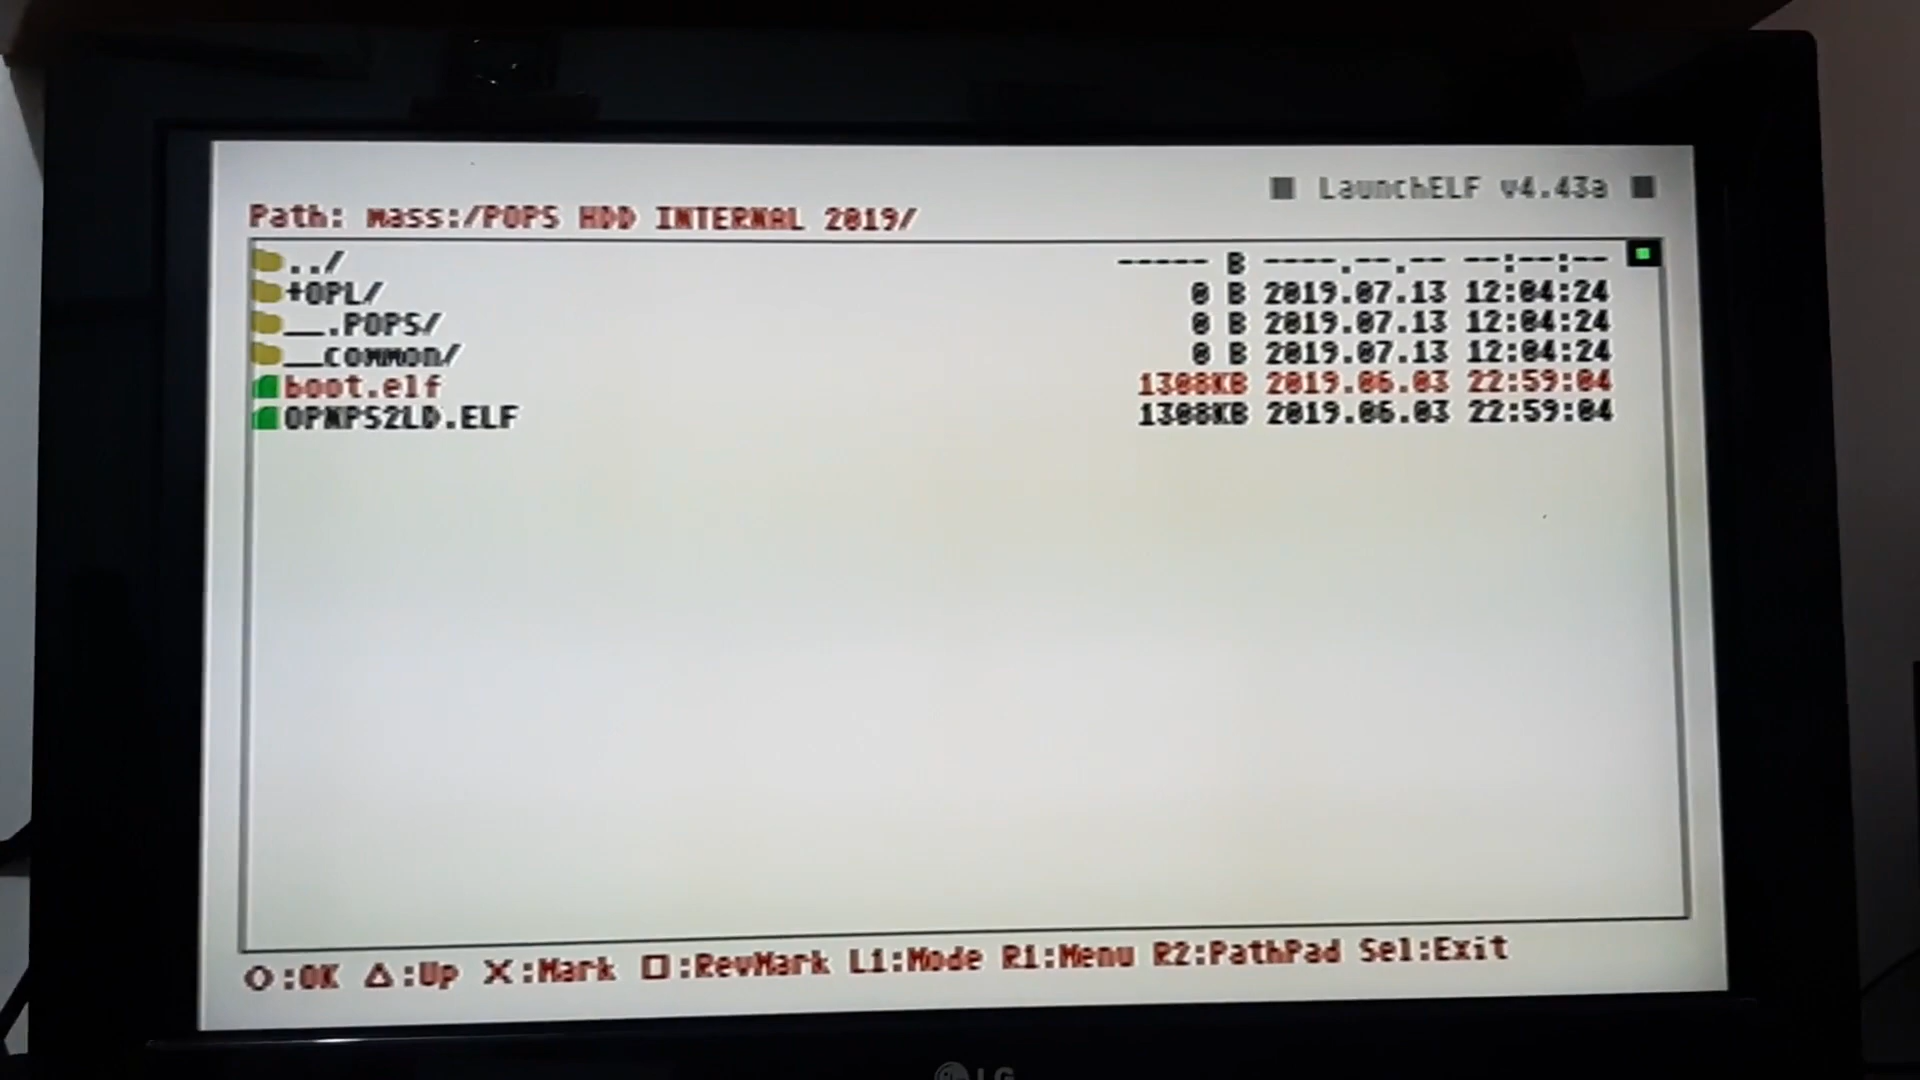 LaunchELF v4.43a
Path: mass:/POPS HDD INTERNAL 2019/
../ ----- B ----.--.-- --:--:--
+OPL/ 0 B 2019.07.13 12:04:24
__.POPS/ 0 B 2019.07.13 12:04:24
__common/ 0 B 2019.07.13 12:04:24
boot.elf 1308KB 2019.06.03 22:59:04
OPNPS2LD.ELF 1308KB 2019.06.03 22:59:04
○:OK △:Up X:Mark □:RevMark L1:Mode R1:Menu R2:PathPad Sel:Exit
LG